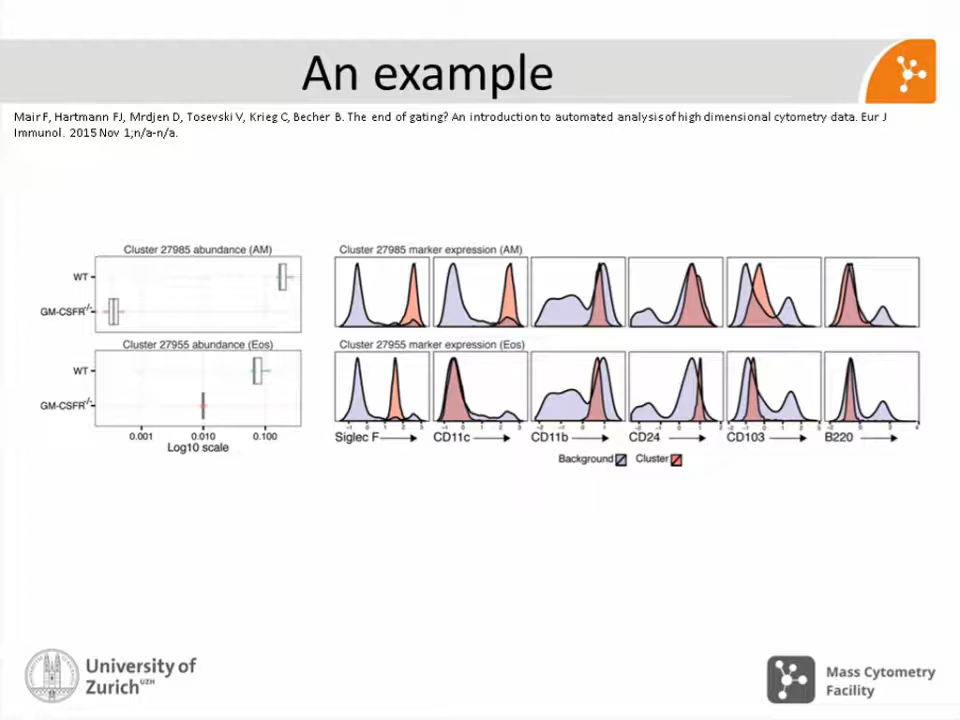 An example
Mair F, Hartmann FJ, Mrdjen D, Tosevski V, Krieg C, Becher B. The end of gating? An introduction to automated analysis of high dimensional cytometry data. Eur J
Immunol. 2015 Nov 1;n/a-n/a.
Cluster 27985 abundance (AM)
WT
GM-CSFR-/-
Cluster 27955 abundance (Eos)
WT
GM-CSFR-/-
0.001 0.010 0.100
Log10 scale
Cluster 27985 marker expression (AM)
Cluster 27955 marker expression (Eos)
Siglec F CD11c CD11b CD24 CD103 B220
Background Cluster
University of
Zurich UZH
Mass Cytometry
Facility